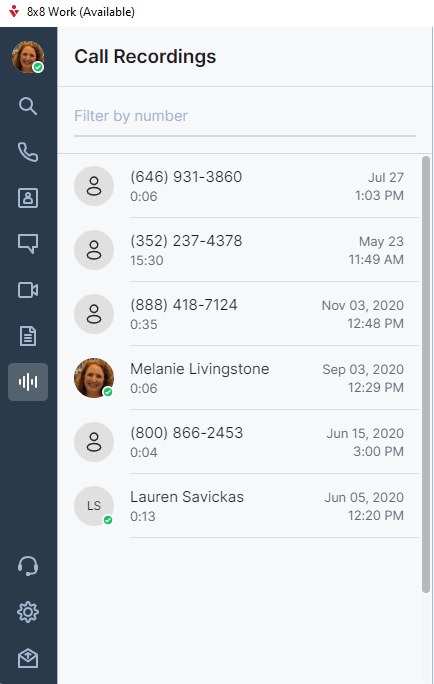 8x8 Work (Available)
Call Recordings
Filter by number
(646) 931-3860
Jul 27
0:06
1:03 PM
(352) 237-4378
May 23
15:30
11:49 AM
(888) 418-7124
Nov 03, 2020
0:35
12:48 PM
Melanie Livingstone
Sep 03, 2020
0:06
12:29 PM
(800) 866-2453
Jun 15, 2020
0:04
3:00 PM
LS
Lauren Savickas
Jun 05, 2020
0:13
12:20 PM